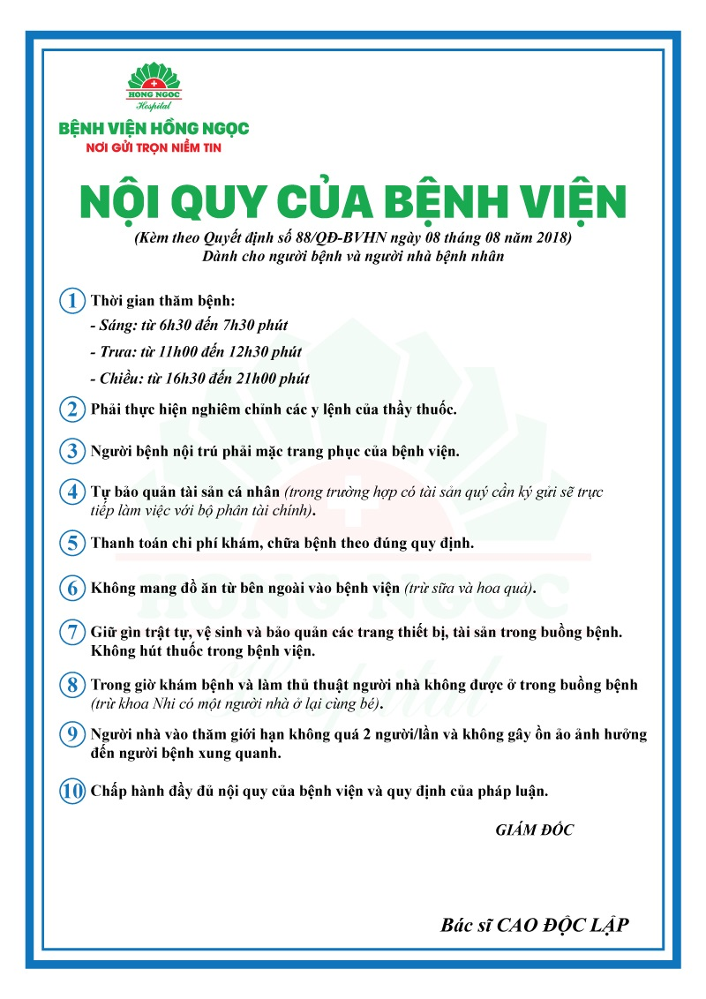 HONG NGOC
Hospital
BỆNH VIỆN HỒNG NGỌC
NƠI GỬI TRỌN NIỀM TIN
NỘI QUY CỦA BỆNH VIỆN
(Kèm theo Quyết định số 88/QĐ-BVHN ngày 08 tháng 08 năm 2018)
Dành cho người bệnh và người nhà bệnh nhân
1 Thời gian thăm bệnh:
- Sáng: từ 6h30 đến 7h30 phút
- Trưa: từ 11h00 đến 12h30 phút
- Chiều: từ 16h30 đến 21h00 phút
2 Phải thực hiện nghiêm chỉnh các y lệnh của thầy thuốc.
3 Người bệnh nội trú phải mặc trang phục của bệnh viện.
4 Tự bảo quản tài sản cá nhân (trong trường hợp có tài sản quý cần ký gửi sẽ trực
tiếp làm việc với bộ phân tài chính).
5 Thanh toán chi phí khám, chữa bệnh theo đúng quy định.
6 Không mang đồ ăn từ bên ngoài vào bệnh viện (trừ sữa và hoa quả).
HONG NGOC
7 Giữ gìn trật tự, vệ sinh và bảo quản các trang thiết bị, tài sản trong buồng bệnh.
Không hút thuốc trong bệnh viện.
Hospital
8 Trong giờ khám bệnh và làm thủ thuật người nhà không được ở trong buồng bệnh
(trừ khoa Nhi có một người nhà ở lại cùng bé).
9 Người nhà vào thăm giới hạn không quá 2 người/lần và không gây ồn ảo ảnh hưởng
đến người bệnh xung quanh.
10 Chấp hành đầy đủ nội quy của bệnh viện và quy định của pháp luận.
GIÁM ĐỐC
Bác sĩ CAO ĐỘC LẬP